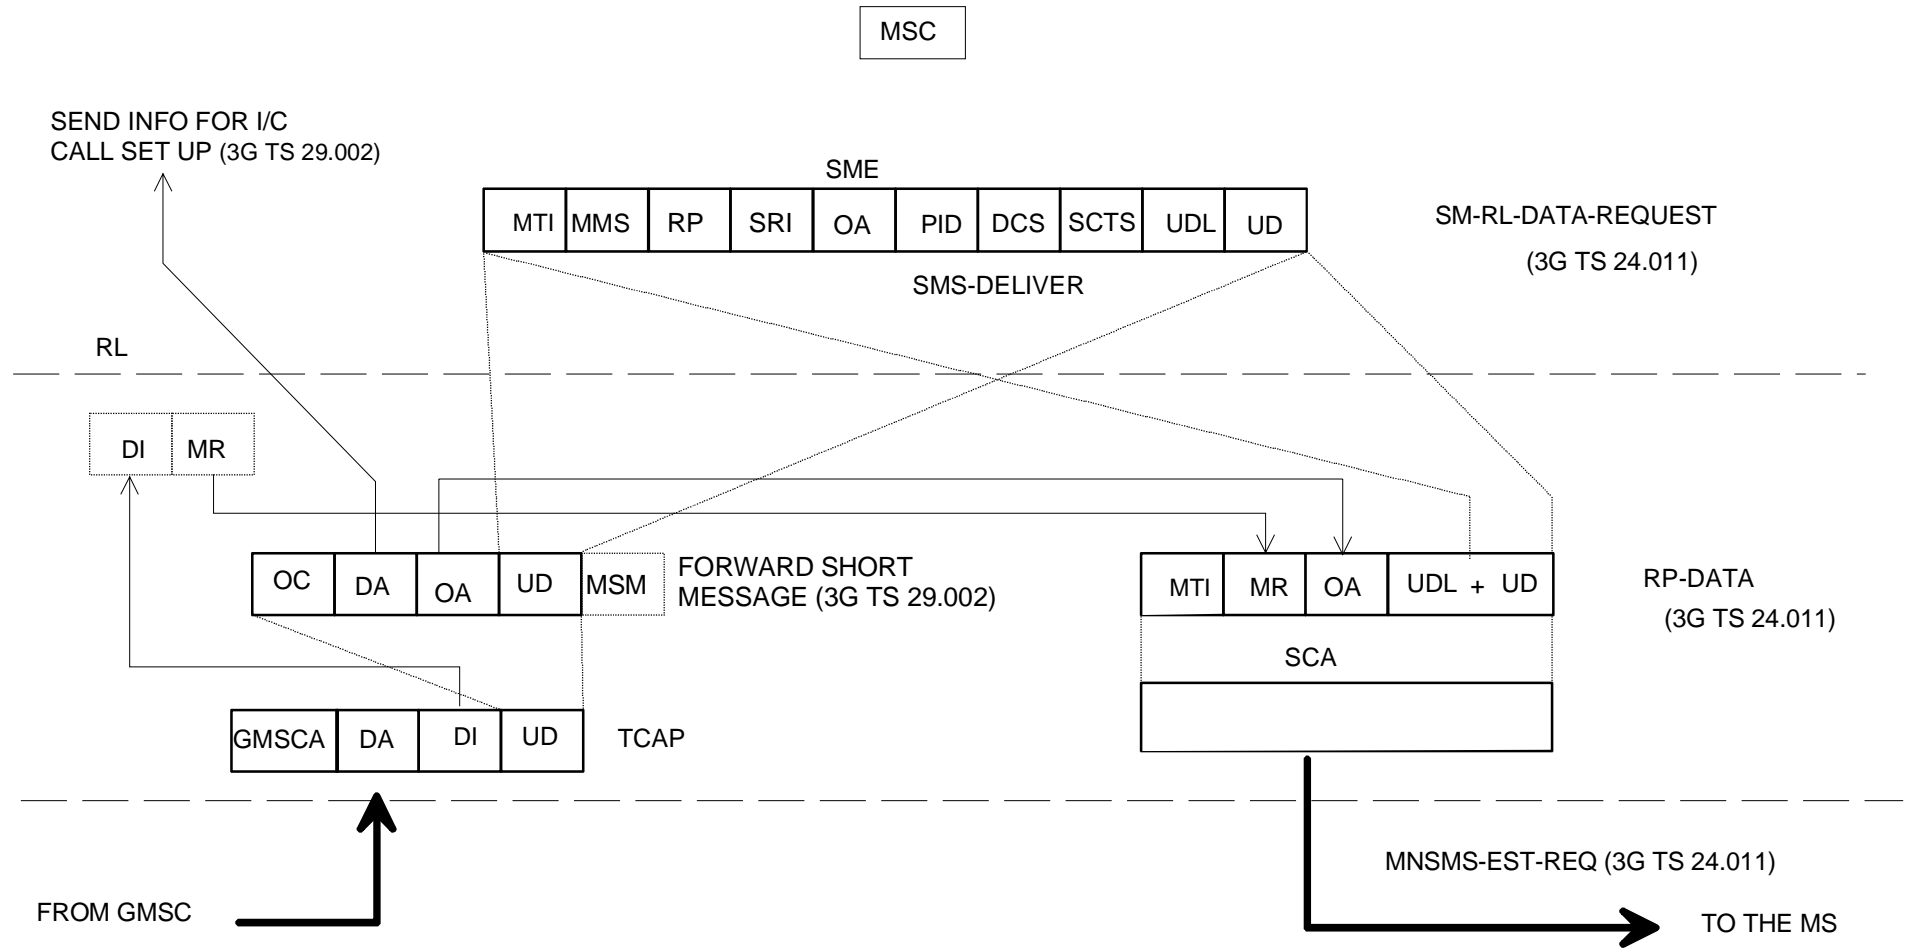 MSC
SEND INFO FOR I/C
CALL SET UP (3G TS 29.002)
SME
MTI MMS RP SRI OA PID DCS SCTS UDL UD
SM-RL-DATA-REQUEST
(3G TS 24.011)
SMS-DELIVER
RL
DI MR
OC DA OA UD MSM
FORWARD SHORT
MESSAGE (3G TS 29.002)
MTI MR OA UDL + UD
RP-DATA
(3G TS 24.011)
SCA
GMSCA DA DI UD
TCAP
MNSMS-EST-REQ (3G TS 24.011)
FROM GMSC
TO THE MS